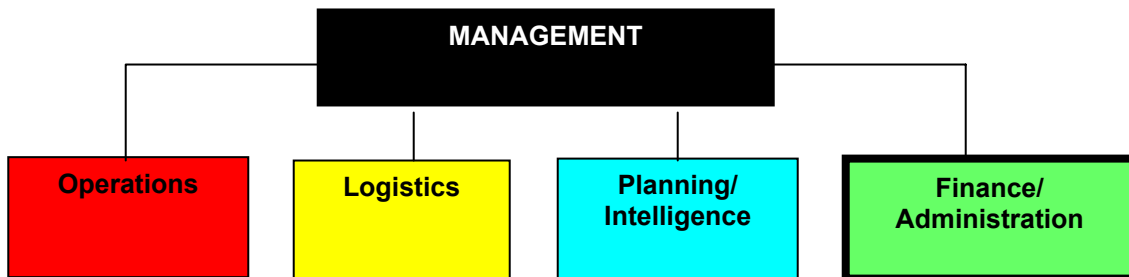 MANAGEMENT
Operations
Logistics
Planning/
Intelligence
Finance/
Administration